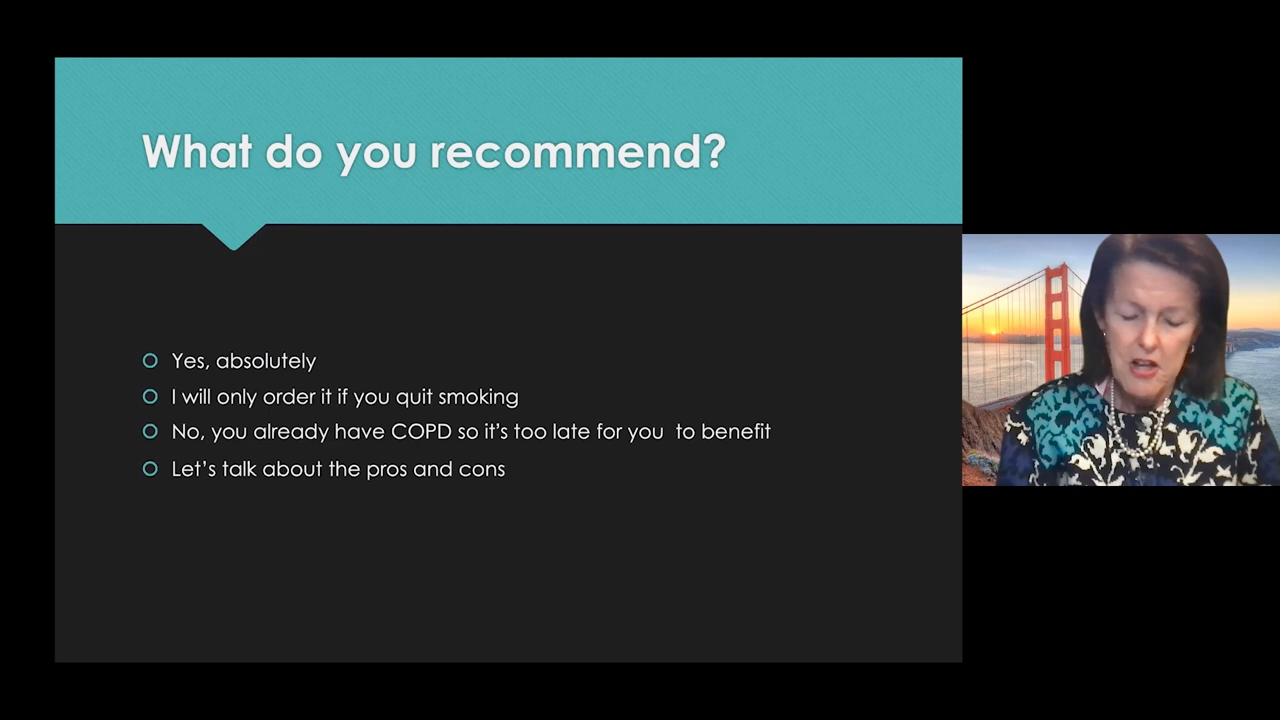 What do you recommend?
Yes, absolutely
I will only order it if you quit smoking
No, you already have COPD so it's too late for you  to benefit
Let's talk about the pros and cons